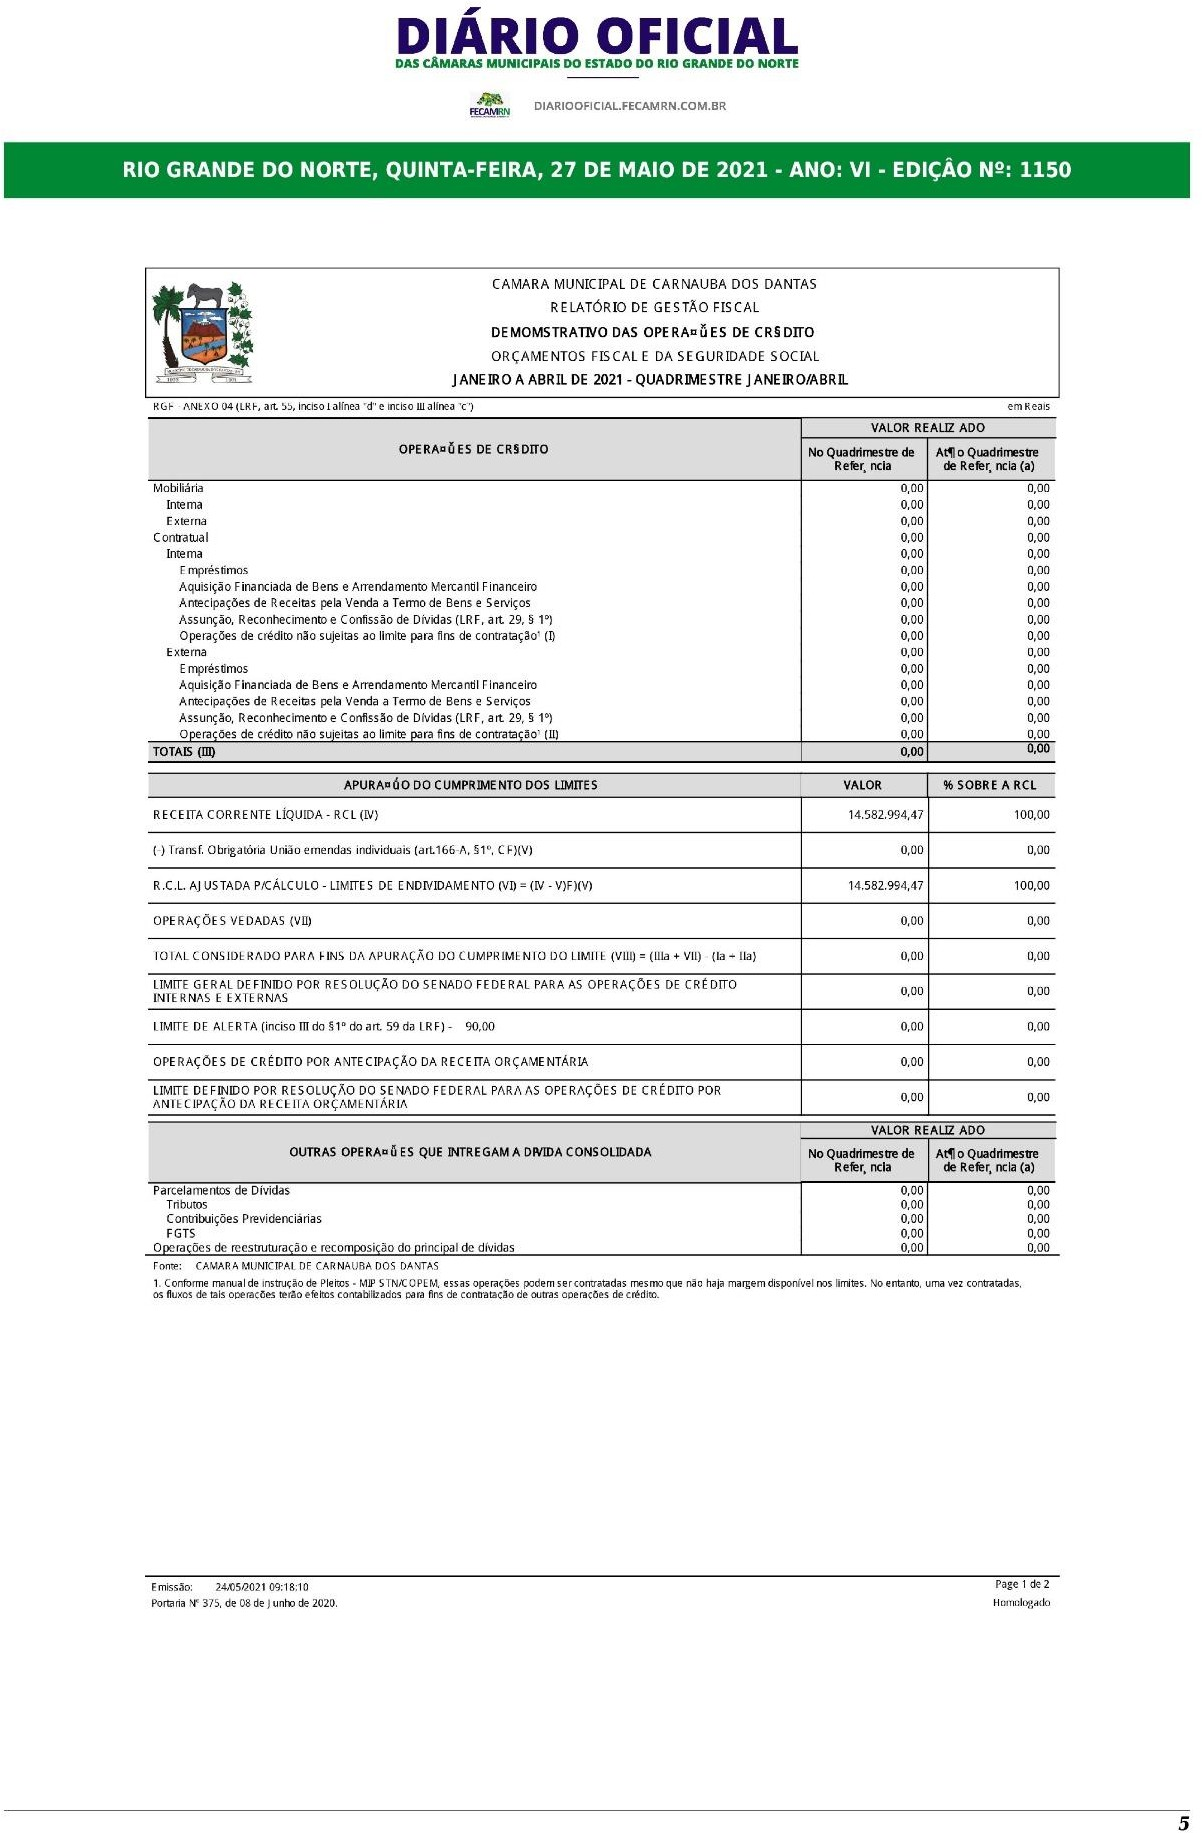 DIÁRIO OFICIAL
DAS CÂMARAS MUNICIPAIS DO ESTADO DO RIO GRANDE DO NORTE
FECAMRN DIARIOOFICIAL.FECAMRN.COM.BR
RIO GRANDE DO NORTE, QUINTA-FEIRA, 27 DE MAIO DE 2021 - ANO: VI - EDIÇÃO Nº: 1150
CAMARA MUNICIPAL DE CARNAUBA DOS DANTAS
RELATÓRIO DE GESTÃO FISCAL
DEMOMSTRATIVO DAS OPERA¤ǓES DE CR§DITO
ORÇAMENTOS FISCAL E DA SEGURIDADE SOCIAL
JANEIRO A ABRIL DE 2021 - QUADRIMESTRE JANEIRO/ABRIL
RGF - ANEXO 04 (LRF, art. 55, inciso I alínea "d" e inciso III alínea "c") em Reais
OPERA¤ǓES DE CR§DITO
VALOR REALIZADO
No Quadrimestre de Refer¸ncia
At¶ o Quadrimestre de Refer¸ncia (a)
Mobiliária 0,00 0,00
Interna 0,00 0,00
Externa 0,00 0,00
Contratual 0,00 0,00
Interna 0,00 0,00
Empréstimos 0,00 0,00
Aquisição Financiada de Bens e Arrendamento Mercantil Financeiro 0,00 0,00
Antecipações de Receitas pela Venda a Termo de Bens e Serviços 0,00 0,00
Assunção, Reconhecimento e Confissão de Dívidas (LRF, art. 29, § 1º) 0,00 0,00
Operações de crédito não sujeitas ao limite para fins de contratação¹ (I) 0,00 0,00
Externa 0,00 0,00
Empréstimos 0,00 0,00
Aquisição Financiada de Bens e Arrendamento Mercantil Financeiro 0,00 0,00
Antecipações de Receitas pela Venda a Termo de Bens e Serviços 0,00 0,00
Assunção, Reconhecimento e Confissão de Dívidas (LRF, art. 29, § 1º) 0,00 0,00
Operações de crédito não sujeitas ao limite para fins de contratação¹ (II) 0,00 0,00
TOTAIS (III) 0,00 0,00
APURA¤ǗO DO CUMPRIMENTO DOS LIMITES VALOR % SOBRE A RCL
RECEITA CORRENTE LÍQUIDA - RCL (IV) 14.582.994,47 100,00
(-) Transf. Obrigatória União emendas individuais (art.166-A, §1º, CF)(V) 0,00 0,00
R.C.L. AJUSTADA P/CÁLCULO - LIMITES DE ENDIVIDAMENTO (VI) = (IV - V)F)(V) 14.582.994,47 100,00
OPERAÇÕES VEDADAS (VII) 0,00 0,00
TOTAL CONSIDERADO PARA FINS DA APURAÇÃO DO CUMPRIMENTO DO LIMITE (VIII) = (IIIa + VII) - (Ia + IIa) 0,00 0,00
LIMITE GERAL DEFINIDO POR RESOLUÇÃO DO SENADO FEDERAL PARA AS OPERAÇÕES DE CRÉDITO
INTERNAS E EXTERNAS 0,00 0,00
LIMITE DE ALERTA (inciso III do §1º do art. 59 da LRF) - 90,00 0,00 0,00
OPERAÇÕES DE CRÉDITO POR ANTECIPAÇÃO DA RECEITA ORÇAMENTÁRIA 0,00 0,00
LIMITE DEFINIDO POR RESOLUÇÃO DO SENADO FEDERAL PARA AS OPERAÇÕES DE CRÉDITO POR
ANTECIPAÇÃO DA RECEITA ORÇAMENTÁRIA 0,00 0,00
OUTRAS OPERA¤ǓES QUE INTREGAM A DIVIDA CONSOLIDADA
VALOR REALIZADO
No Quadrimestre de Refer¸ncia
At¶ o Quadrimestre de Refer¸ncia (a)
Parcelamentos de Dívidas 0,00 0,00
Tributos 0,00 0,00
Contribuições Previdenciárias 0,00 0,00
FGTS 0,00 0,00
Operações de reestruturação e recomposição do principal de dívidas 0,00 0,00
Fonte: CAMARA MUNICIPAL DE CARNAUBA DOS DANTAS
1. Conforme manual de instrução de Pleitos - MIP STN/COPEM, essas operações podem ser contratadas mesmo que não haja margem disponível nos limites. No entanto, uma vez contratadas,
os fluxos de tais operações terão efeitos contabilizados para fins de contratação de outras operações de crédito.
Emissão: 24/05/2021 09:18:10 Page 1 de 2
Portaria Nº 375, de 08 de Junho de 2020. Homologado
5